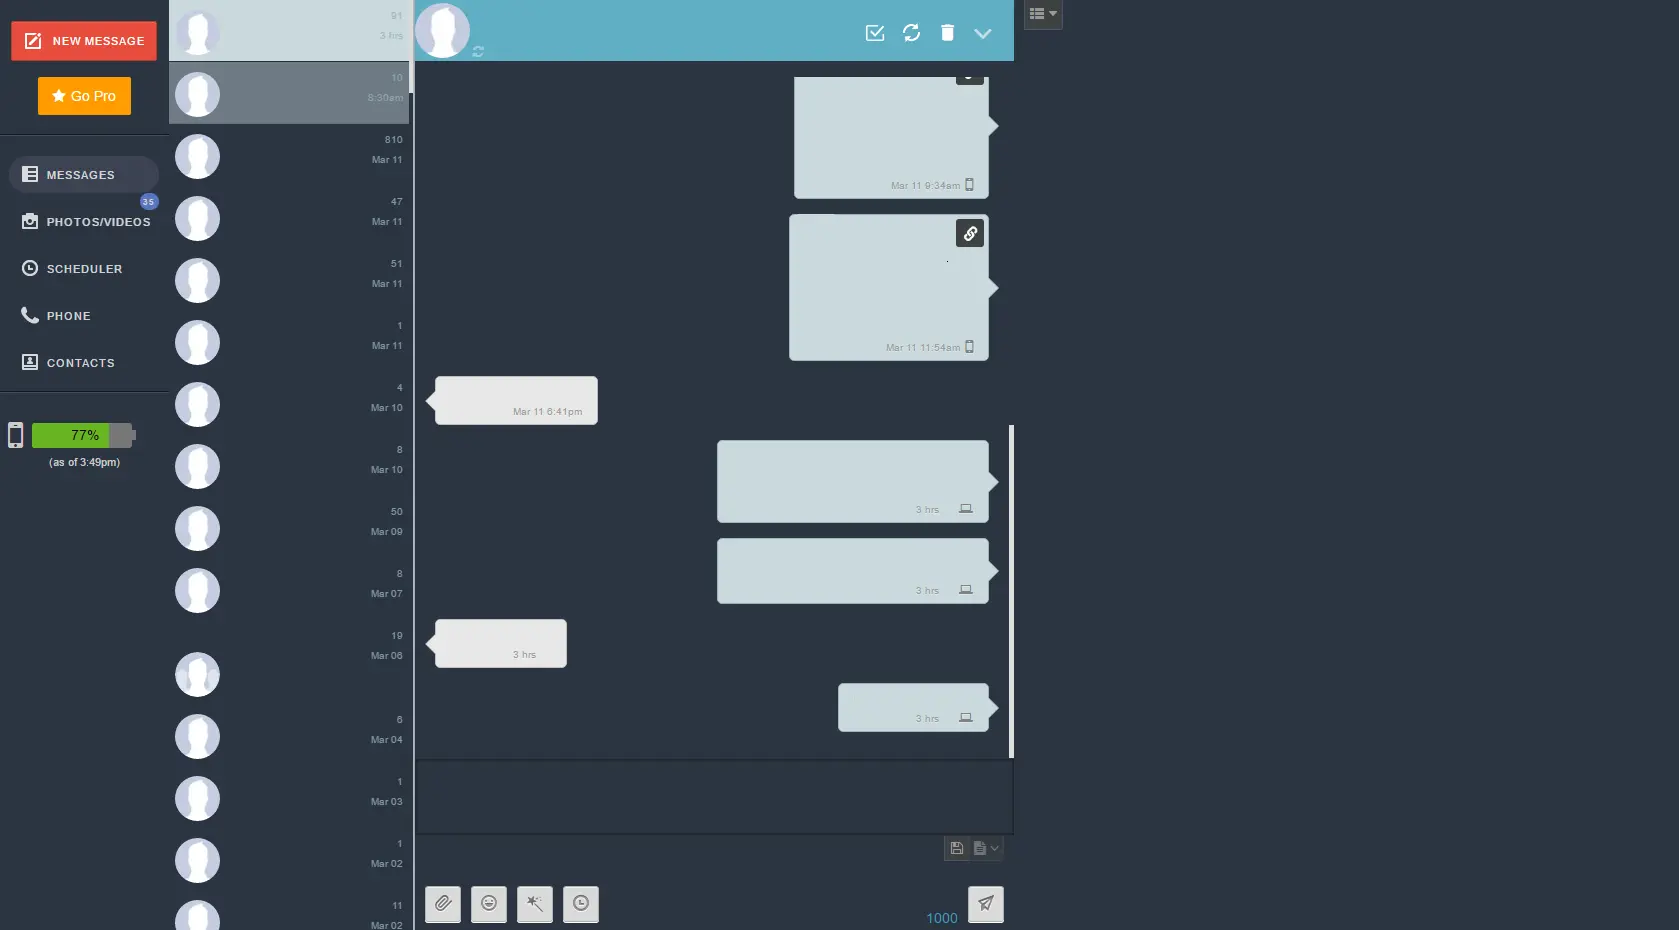 NEW MESSAGE
Go Pro
MESSAGES
35
PHOTOS/VIDEOS
SCHEDULER
PHONE
CONTACTS
77%
(as of 3:49pm)
91
3 hrs
10
8:30am
810
Mar 11
47
Mar 11
51
Mar 11
1
Mar 11
4
Mar 10
8
Mar 10
50
Mar 09
8
Mar 07
19
Mar 06
6
Mar 04
1
Mar 03
1
Mar 02
11
Mar 02
Mar 11 9:34am
Mar 11 11:54am
Mar 11 6:41pm
3 hrs
3 hrs
3 hrs
3 hrs
1000